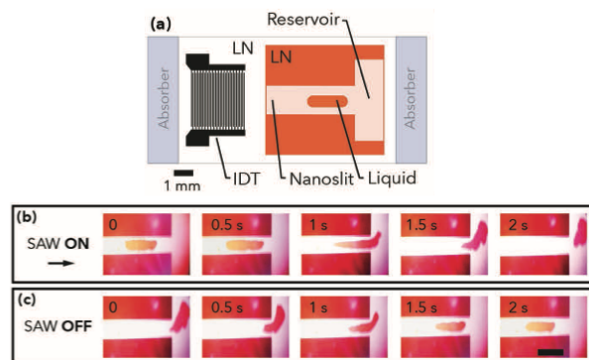 (a)
Reservoir
LN
LN
Absorber
Absorber
1 mm
IDT
Nanoslit
Liquid
(b)
SAW ON
0
0.5 s
1 s
1.5 s
2 s
(c)
SAW OFF
0
0.5 s
1 s
1.5 s
2 s